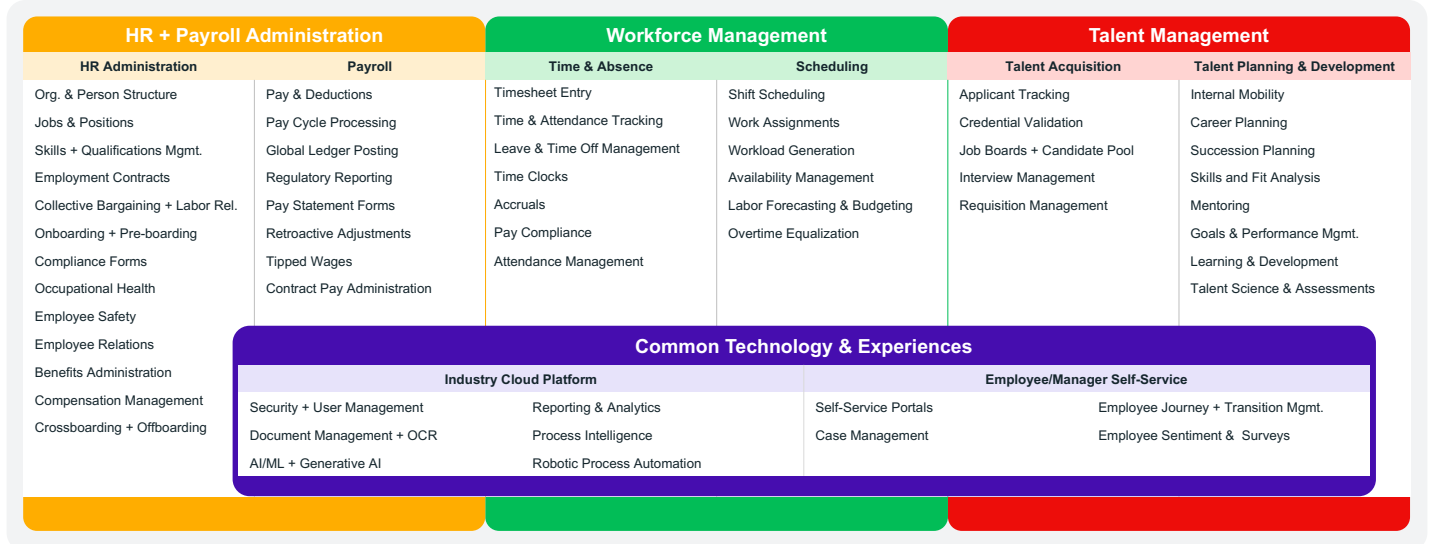 HR + Payroll Administration
HR Administration
Org. & Person Structure
Jobs & Positions
Skills + Qualifications Mgmt.
Employment Contracts
Collective Bargaining + Labor Rel.
Onboarding + Pre-boarding
Compliance Forms
Occupational Health
Employee Safety
Employee Relations
Benefits Administration
Compensation Management
Crossboarding + Offboarding
Payroll
Pay & Deductions
Pay Cycle Processing
Global Ledger Posting
Regulatory Reporting
Pay Statement Forms
Retroactive Adjustments
Tipped Wages
Contract Pay Administration
Workforce Management
Time & Absence
Timesheet Entry
Time & Attendance Tracking
Leave & Time Off Management
Time Clocks
Accruals
Pay Compliance
Attendance Management
Scheduling
Shift Scheduling
Work Assignments
Workload Generation
Availability Management
Labor Forecasting & Budgeting
Overtime Equalization
Talent Management
Talent Acquisition
Applicant Tracking
Credential Validation
Job Boards + Candidate Pool
Interview Management
Requisition Management
Talent Planning & Development
Internal Mobility
Career Planning
Succession Planning
Skills and Fit Analysis
Mentoring
Goals & Performance Mgmt.
Learning & Development
Talent Science & Assessments
Common Technology & Experiences
Industry Cloud Platform
Security + User Management
Document Management + OCR
AI/ML + Generative AI
Reporting & Analytics
Process Intelligence
Robotic Process Automation
Employee/Manager Self-Service
Self-Service Portals
Case Management
Employee Journey + Transition Mgmt.
Employee Sentiment & Surveys